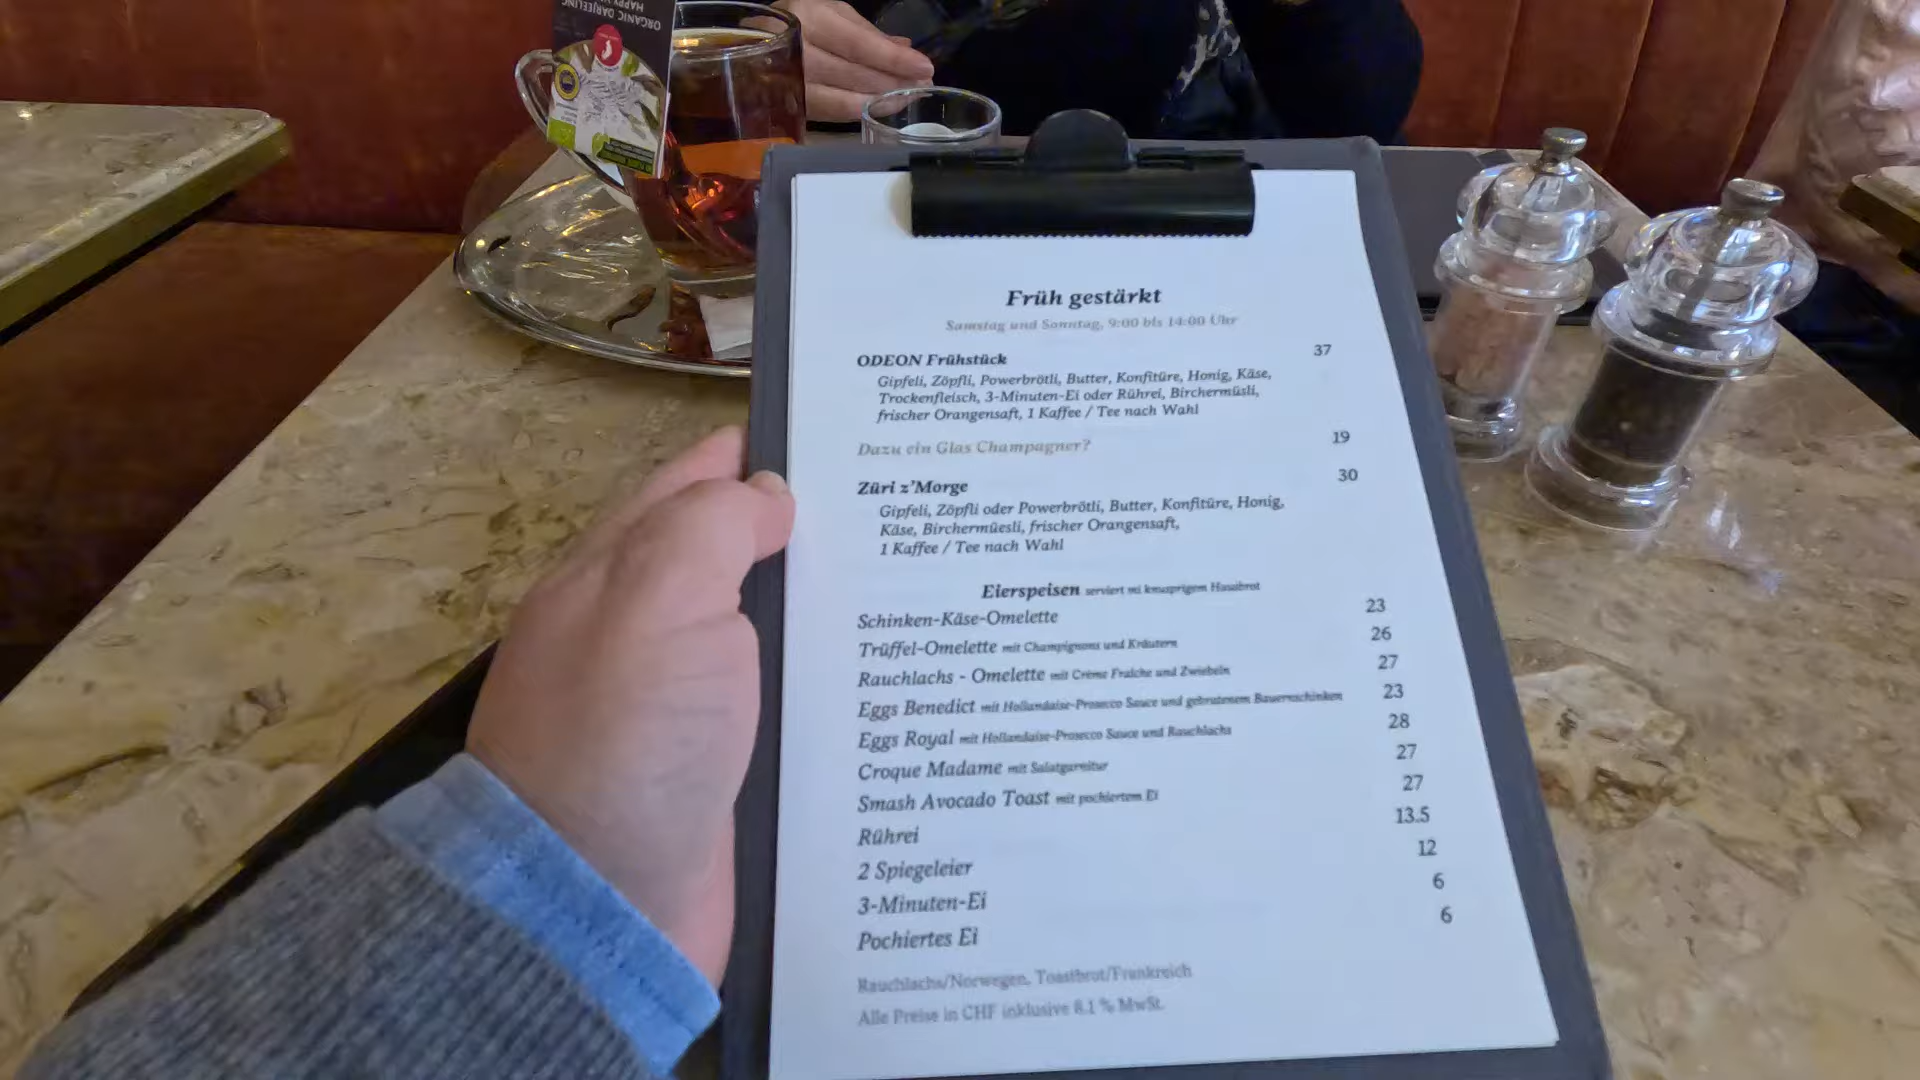 ORGANIC DARJEELING
HAPPY
Früh gestärkt
Samstag und Sonntag, 9:00 bis 14:00 Uhr
ODEON Frühstück 37
Gipfeli, Zöpfli, Powerbrötli, Butter, Konfitüre, Honig, Käse,
Trockenfleisch, 3-Minuten-Ei oder Rührei, Birchermüsli,
frischer Orangensaft, 1 Kaffee / Tee nach Wahl
Dazu ein Glas Champagner? 19
Züri z'Morge 30
Gipfeli, Zöpfli oder Powerbrötli, Butter, Konfitüre, Honig,
Käse, Birchermüesli, frischer Orangensaft,
1 Kaffee / Tee nach Wahl
Eierspeisen serviert mi knusprigem Hausbrot
Schinken-Käse-Omelette 23
Trüffel-Omelette mit Champignons und Kräutern 26
Rauchlachs - Omelette mit Crème Fraîche und Zwiebeln 27
Eggs Benedict mit Hollandaise-Prosecco Sauce und gebratenem Bauernschinken 23
Eggs Royal mit Hollandaise-Prosecco Sauce und Rauchlachs 28
Croque Madame mit Salatgarnitur 27
Smash Avocado Toast mit pochiertem Ei 27
Rührei 13.5
2 Spiegeleier 12
3-Minuten-Ei 6
Pochiertes Ei 6
Rauchlachs/Norwegen, Toastbrot/Frankreich
Alle Preise in CHF inklusive 8.1 % MwSt.